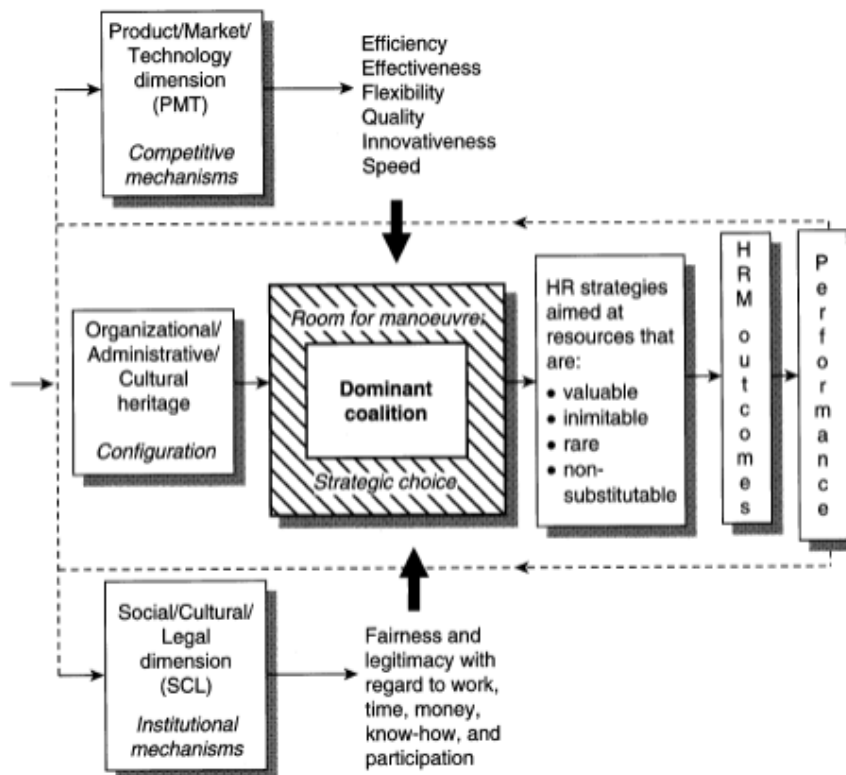 Product/Market/
Technology
dimension
(PMT)
Competitive
mechanisms
Efficiency
Effectiveness
Flexibility
Quality
Innovativeness
Speed
Organizational/
Administrative/
Cultural
heritage
Configuration
Room for manoeuvre:
Dominant
coalition
Strategic choice
HR strategies
aimed at
resources that
are:
• valuable
• inimitable
• rare
• non-
substitutable
HRM outcomes
Performance
Social/Cultural/
Legal
dimension
(SCL)
Institutional
mechanisms
Fairness and
legitimacy with
regard to work,
time, money,
know-how, and
participation